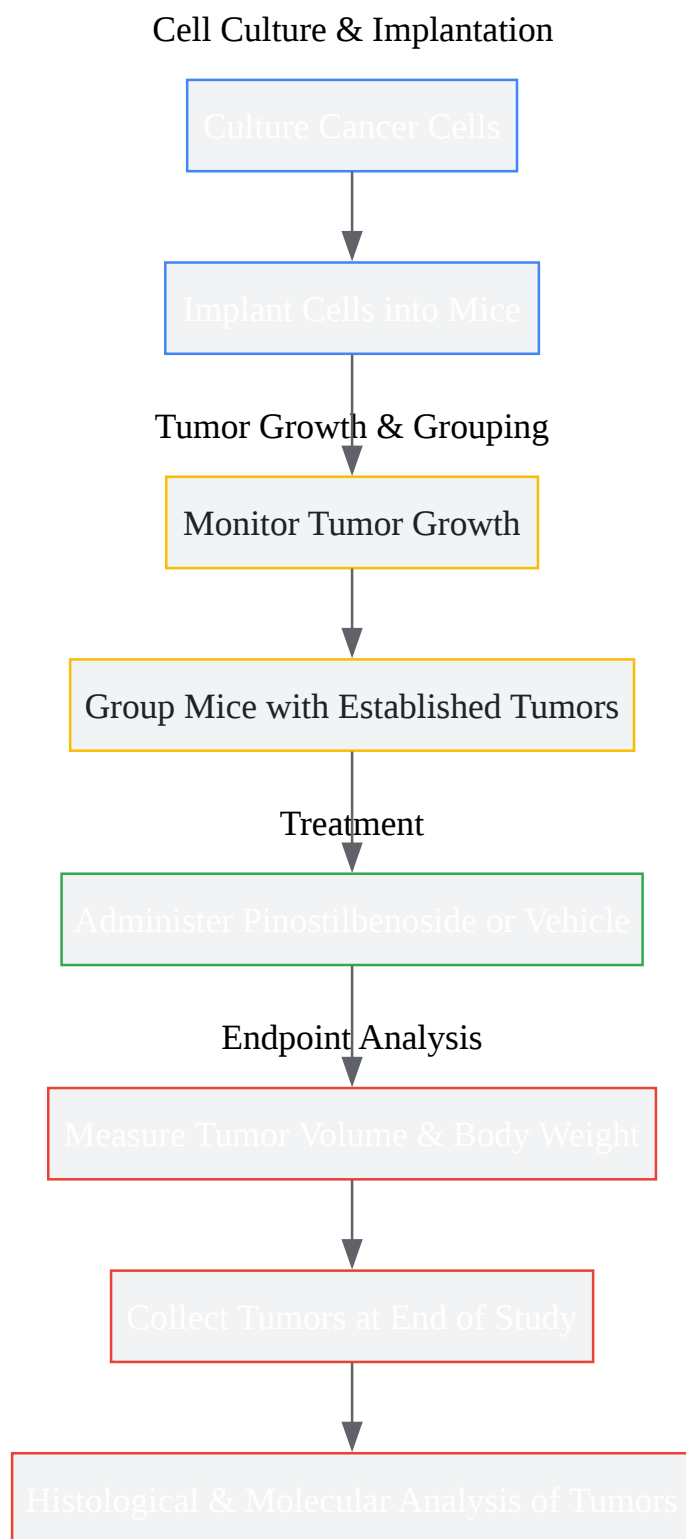 Cell Culture & Implantation
Culture Cancer Cells
Implant Cells into Mice
Tumor Growth & Grouping
Monitor Tumor Growth
Group Mice with Established Tumors
Treatment
Administer Pinostilbenoside or Vehicle
Endpoint Analysis
Measure Tumor Volume & Body Weight
Collect Tumors at End of Study
Histological & Molecular Analysis of Tumors